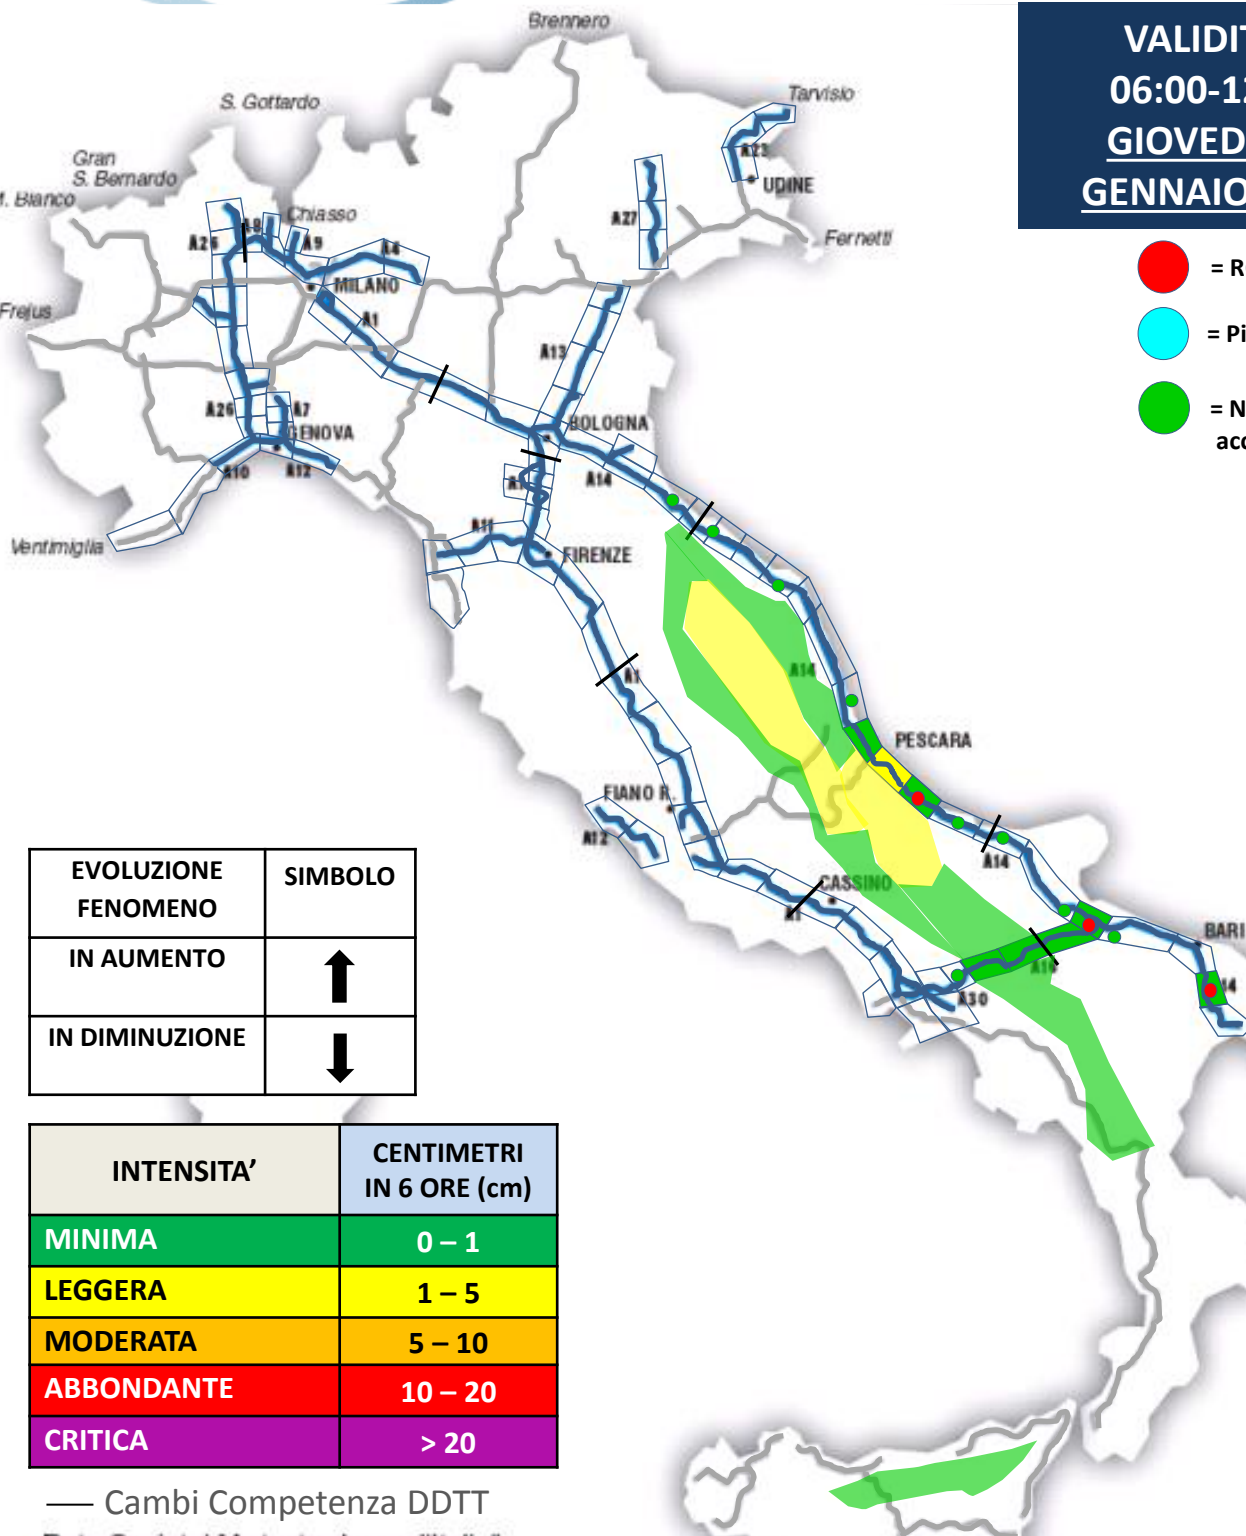 Brennero
VALIDIT
06:00-12
GIOVED
GENNAIO
S. Gottardo
Tarvisio
Gran
S. Bernardo
M. Bianco
A23
UDINE
Chiasso
A8
A26
A9
A4
A27
Fernetti
= R
MILANO
Frejus
A1
= Pi
A13
A26
A7
BOLOGNA
= N
acc
GENOVA
A10
A12
A14
A11
Ventimiglia
FIRENZE
A1
A14
PESCARA
FIANO R.
A12
A14
CASSINO
A1
BARI
A30
EVOLUZIONE FENOMENO
SIMBOLO
IN AUMENTO
IN DIMINUZIONE
INTENSITA’
CENTIMETRI
IN 6 ORE (cm)
MINIMA 0 – 1
LEGGERA 1 – 5
MODERATA 5 – 10
ABBONDANTE 10 – 20
CRITICA > 20
Cambi Competenza DDTT